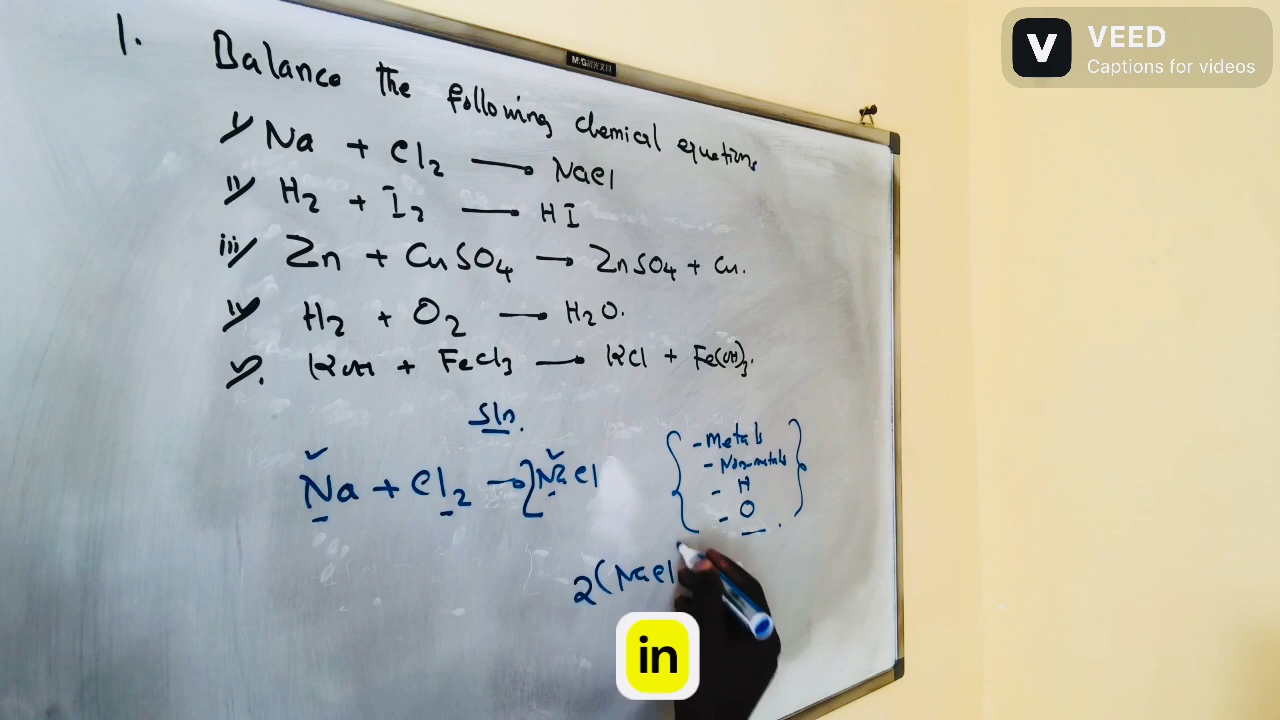 1. Balance the following chemical equations
i) Na + Cl2 → NaCl
ii) H2 + I2 → HI
iii) Zn + CuSO4 → ZnSO4 + Cu.
iv) H2 + O2 → H2O.
v). KOH + FeCl3 → KCl + Fe(OH)3.
Sln.
Na + Cl2 → 2NaCl
- Metals
- Non-metals
- H
- O
2(NaCl
in
VEED
Captions for videos
M&G